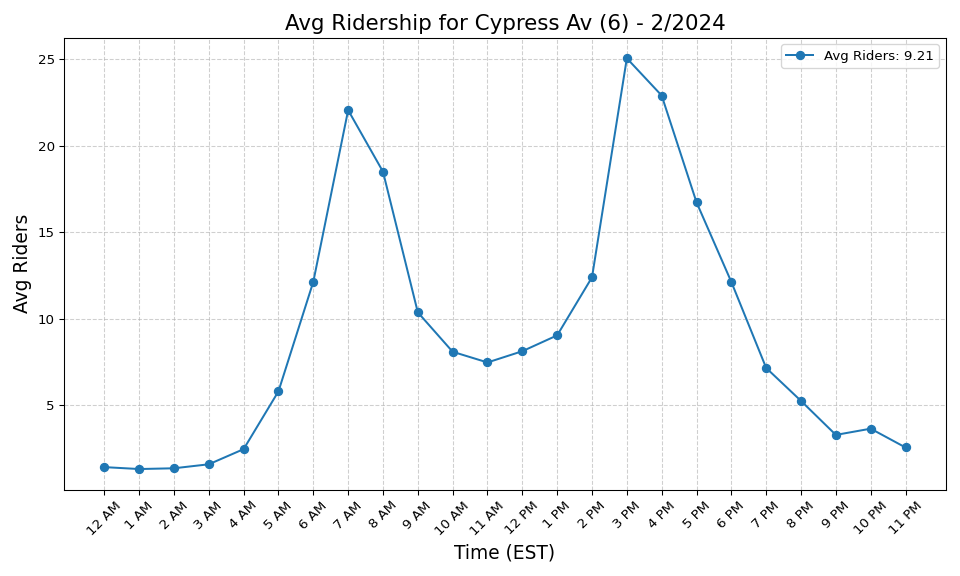 Avg Ridership for Cypress Av (6) - 2/2024
Avg Riders: 9.21
Avg Riders
25
20
15
10
5
12 AM
1 AM
2 AM
3 AM
4 AM
5 AM
6 AM
7 AM
8 AM
9 AM
10 AM
11 AM
12 PM
1 PM
2 PM
3 PM
4 PM
5 PM
6 PM
7 PM
8 PM
9 PM
10 PM
11 PM
Time (EST)